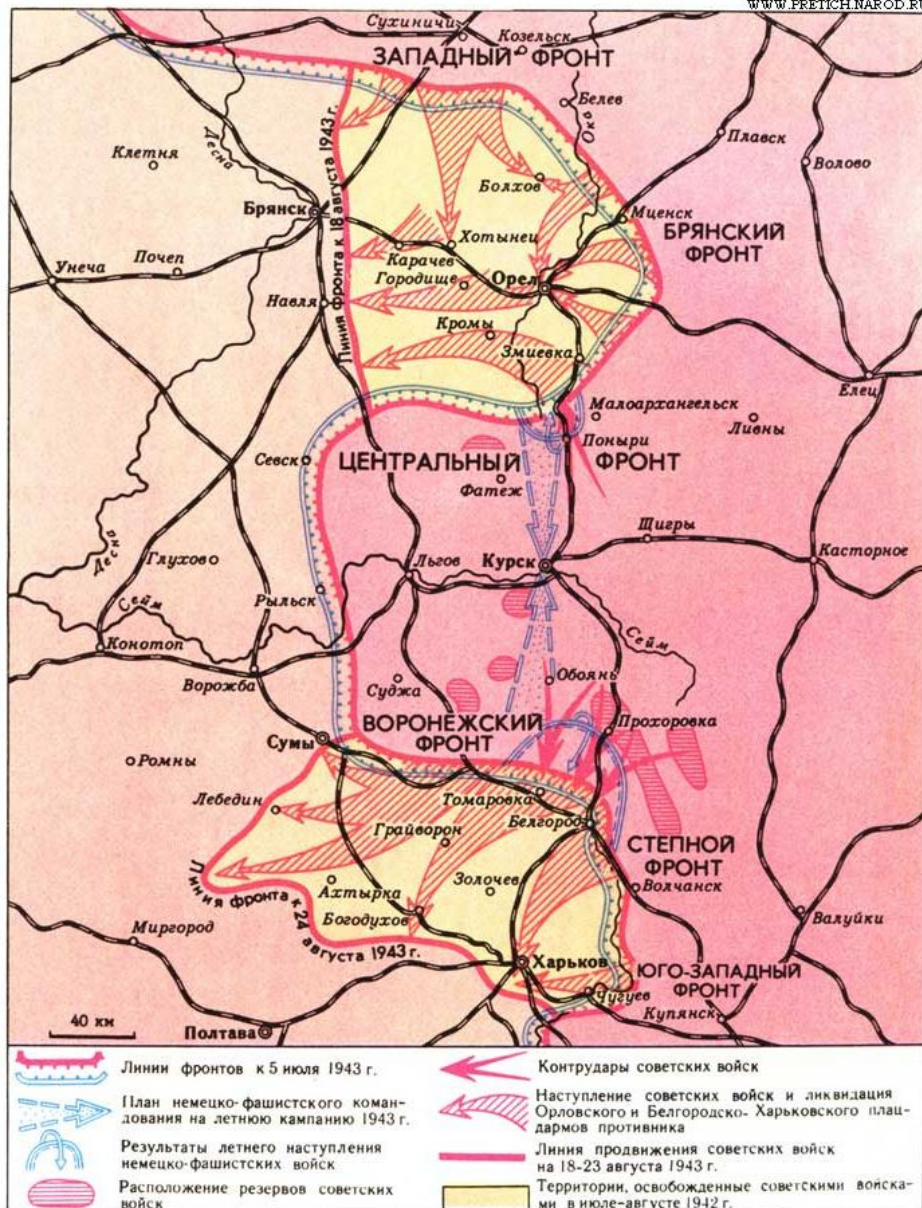 WWW.PRETICH.NAROD.RU
Сухиничи
Козельск
ЗАПАДНЫЙ ФРОНТ
Белев
Ока
Плавск
Волово
Десна
Клетня
Линия фронта к 18 августа 1943 г.
Болхов
Брянск
Мценск
БРЯНСКИЙ
ФРОНТ
Хотынец
Карачев
Почеп
Унеча
Городище
Орел
Навля
Кромы
Змиевка
Елец
Малоархангельск
Ливны
Поныри
Севск
ЦЕНТРАЛЬНЫЙ ФРОНТ
Фатеж
Щигры
Десна
Глухово
Льгов
Курск
Касторное
Рыльск
Сейм
Сейм
Конотоп
Ворожба
Суджа
Обоянь
ВОРОНЕЖСКИЙ
ФРОНТ
Прохоровка
Сумы
Ромны
Лебедин
Томаровка
Белгород
Грайворон
СТЕПНОЙ
ФРОНТ
Золочев
Волчанск
Ахтырка
Богодухов
Линия фронта к 24 августа 1943 г.
Валуйки
Миргород
Харьков
ЮГО-ЗАПАДНЫЙ
ФРОНТ
Чугуев
Купянск
40 км
Полтава
Линии фронтов к 5 июля 1943 г.
План немецко-фашистского коман-
дования на летнюю кампанию 1943 г.
Результаты летнего наступления
немецко-фашистских войск
Расположение резервов советских
войск
Контрудары советских войск
Наступление советских войск и ликвидация
Орловского и Белгородско-Харьковского плац-
дармов противника
Линия продвижения советских войск
на 18-23 августа 1943 г.
Территории, освобожденные советскими войска-
ми в июле-августе 1942 г.